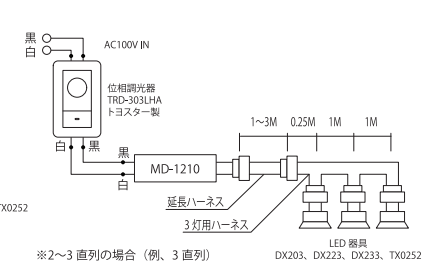 黒
白
AC100V IN
位相調光器
TRD-303LHA
トヨスター製
白 黒
黒
白
MD-1210
1～3M 0.25M 1M 1M
延長ハーネス
3灯用ハーネス
LED 器具
DX203、DX223、DX233、TX0252
TX0252
※2～3 直列の場合（例、3 直列）